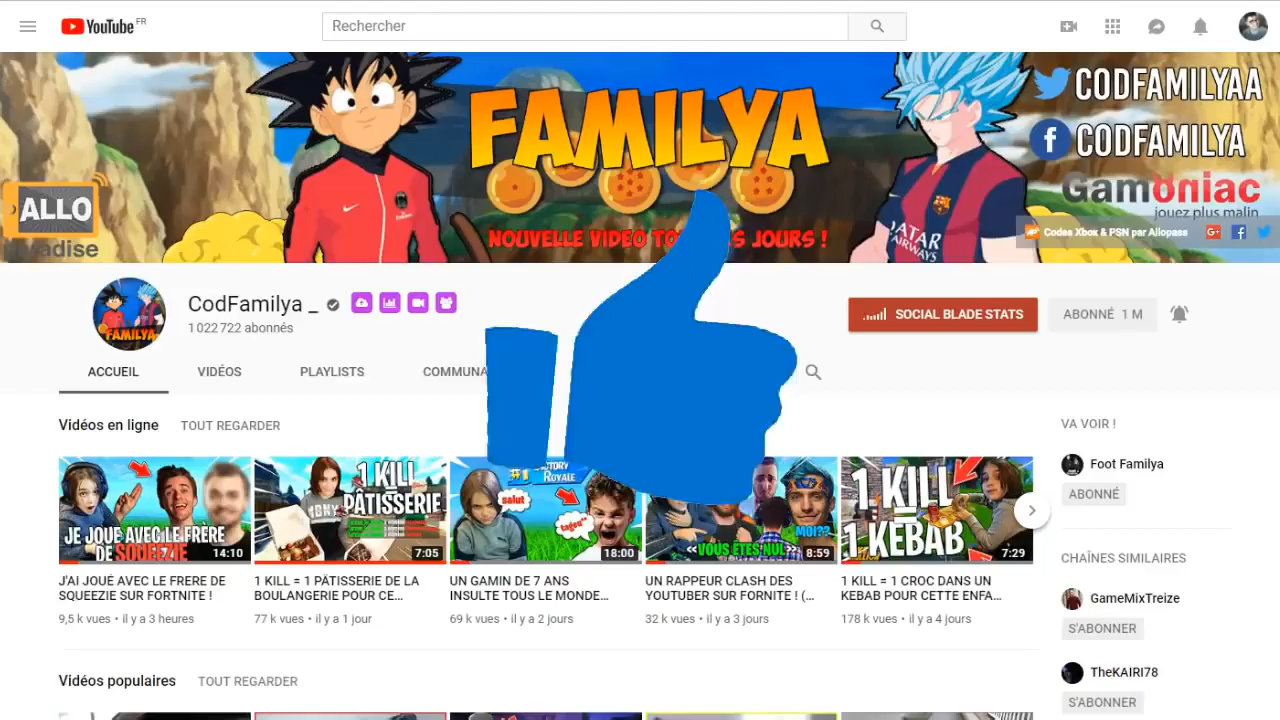 YouTube FR
Rechercher
FAMILYA
CODFAMILYAA
CODFAMILYA
Gamoniac
jouez plus malin
ALLO
NOUVELLE VIDEO JOURS !
Codes Xbox & PSN par Allopass
CodFamilya _
1 022 722 abonnés
SOCIAL BLADE STATS
ABONNÉ 1 M
ACCUEIL
VIDÉOS
PLAYLISTS
COMMUNA
Vidéos en ligne
TOUT REGARDER
JE JOUE AVEC LE FRÈRE
DE SQUEEZIE
14:10
1 KILL
PÂTISSERIE
7:05
#1
ROYALE
salut
18:00
MOI??
«VOUS ÊTES NUL»
8:59
1 KILL
1 KEBAB
7:29
J'AI JOUÉ AVEC LE FRERE DE
SQUEEZIE SUR FORTNITE !
9,5 k vues • il y a 3 heures
1 KILL = 1 PÂTISSERIE DE LA
BOULANGERIE POUR CE...
77 k vues • il y a 1 jour
UN GAMIN DE 7 ANS
INSULTE TOUS LE MONDE...
69 k vues • il y a 2 jours
UN RAPPEUR CLASH DES
YOUTUBER SUR FORNITE ! (...
32 k vues • il y a 3 jours
1 KILL = 1 CROC DANS UN
KEBAB POUR CETTE ENFA...
178 k vues • il y a 4 jours
VA VOIR !
Foot Familya
ABONNÉ
CHAÎNES SIMILAIRES
GameMixTreize
S'ABONNER
TheKAIRI78
S'ABONNER
Vidéos populaires
TOUT REGARDER